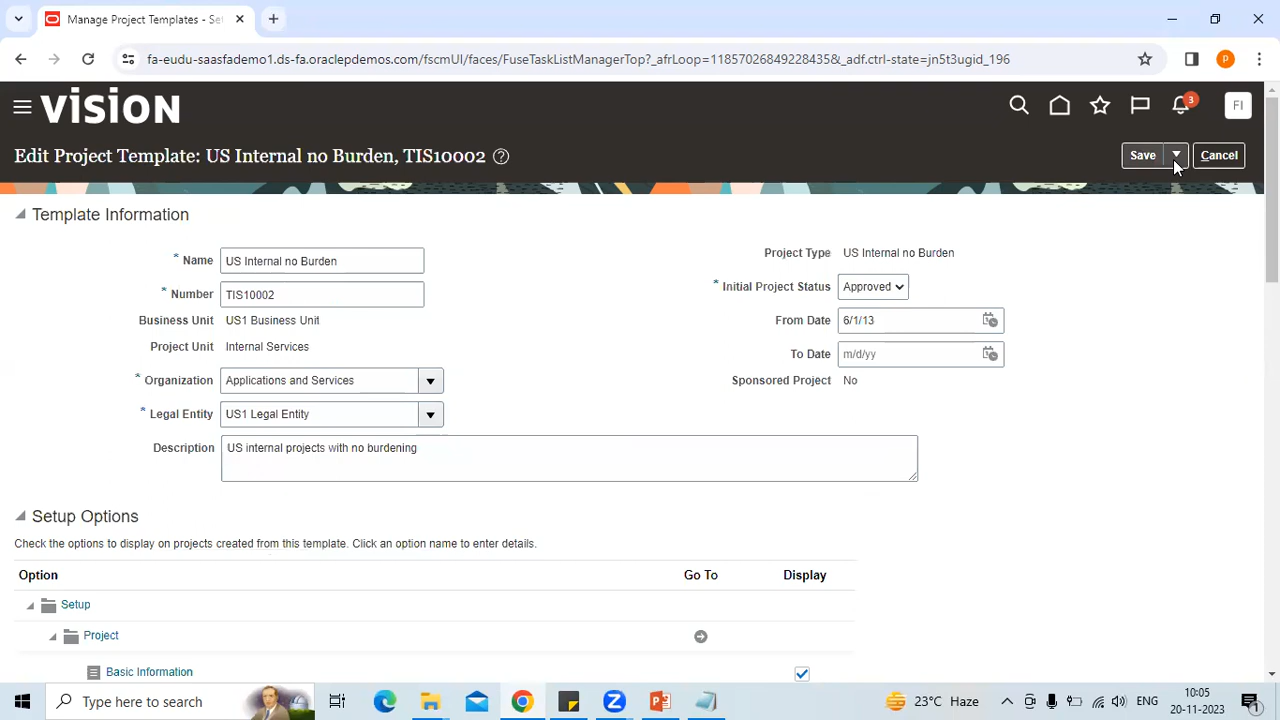 Manage Project Templates - Se
fa-eudu-saasfademo1.ds-fa.oraclepdemos.com/fscmUI/faces/FuseTaskListManagerTop?_afrLoop=11857026849228435&_adf.ctrl-state=jn5t3ugid_196
P
VISION
3
FI
Edit Project Template: US Internal no Burden, TIS10002
Save
Cancel
Template Information
* Name US Internal no Burden
Project Type US Internal no Burden
* Number TIS10002
* Initial Project Status Approved
Business Unit US1 Business Unit
From Date 6/1/13
Project Unit Internal Services
To Date m/d/yy
* Organization Applications and Services
Sponsored Project No
* Legal Entity US1 Legal Entity
Description US internal projects with no burdening
Setup Options
Check the options to display on projects created from this template. Click an option name to enter details.
Option Go To Display
Setup
Project
Basic Information
Type here to search
23°C Haze
ENG
10:05
20-11-2023
1